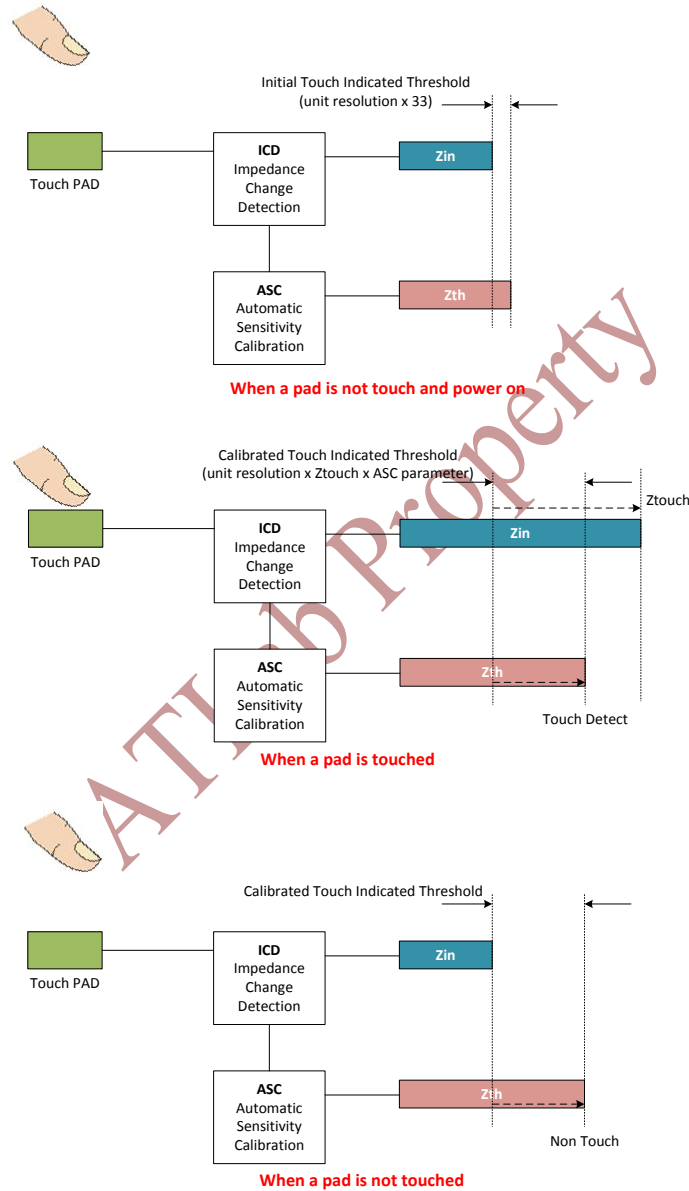 Initial Touch Indicated Threshold
(unit resolution x 33)
ICD
Impedance
Change
Detection
Zin
Touch PAD
ASC
Automatic
Sensitivity
Calibration
Zth
When a pad is not touch and power on
Calibrated Touch Indicated Threshold
(unit resolution x Ztouch x ASC parameter)
Ztouch
ICD
Impedance
Change
Detection
Zin
Touch PAD
ASC
Automatic
Sensitivity
Calibration
Zth
Touch Detect
When a pad is touched
Calibrated Touch Indicated Threshold
ICD
Impedance
Change
Detection
Zin
Touch PAD
ASC
Automatic
Sensitivity
Calibration
Zth
Non Touch
When a pad is not touched
Property